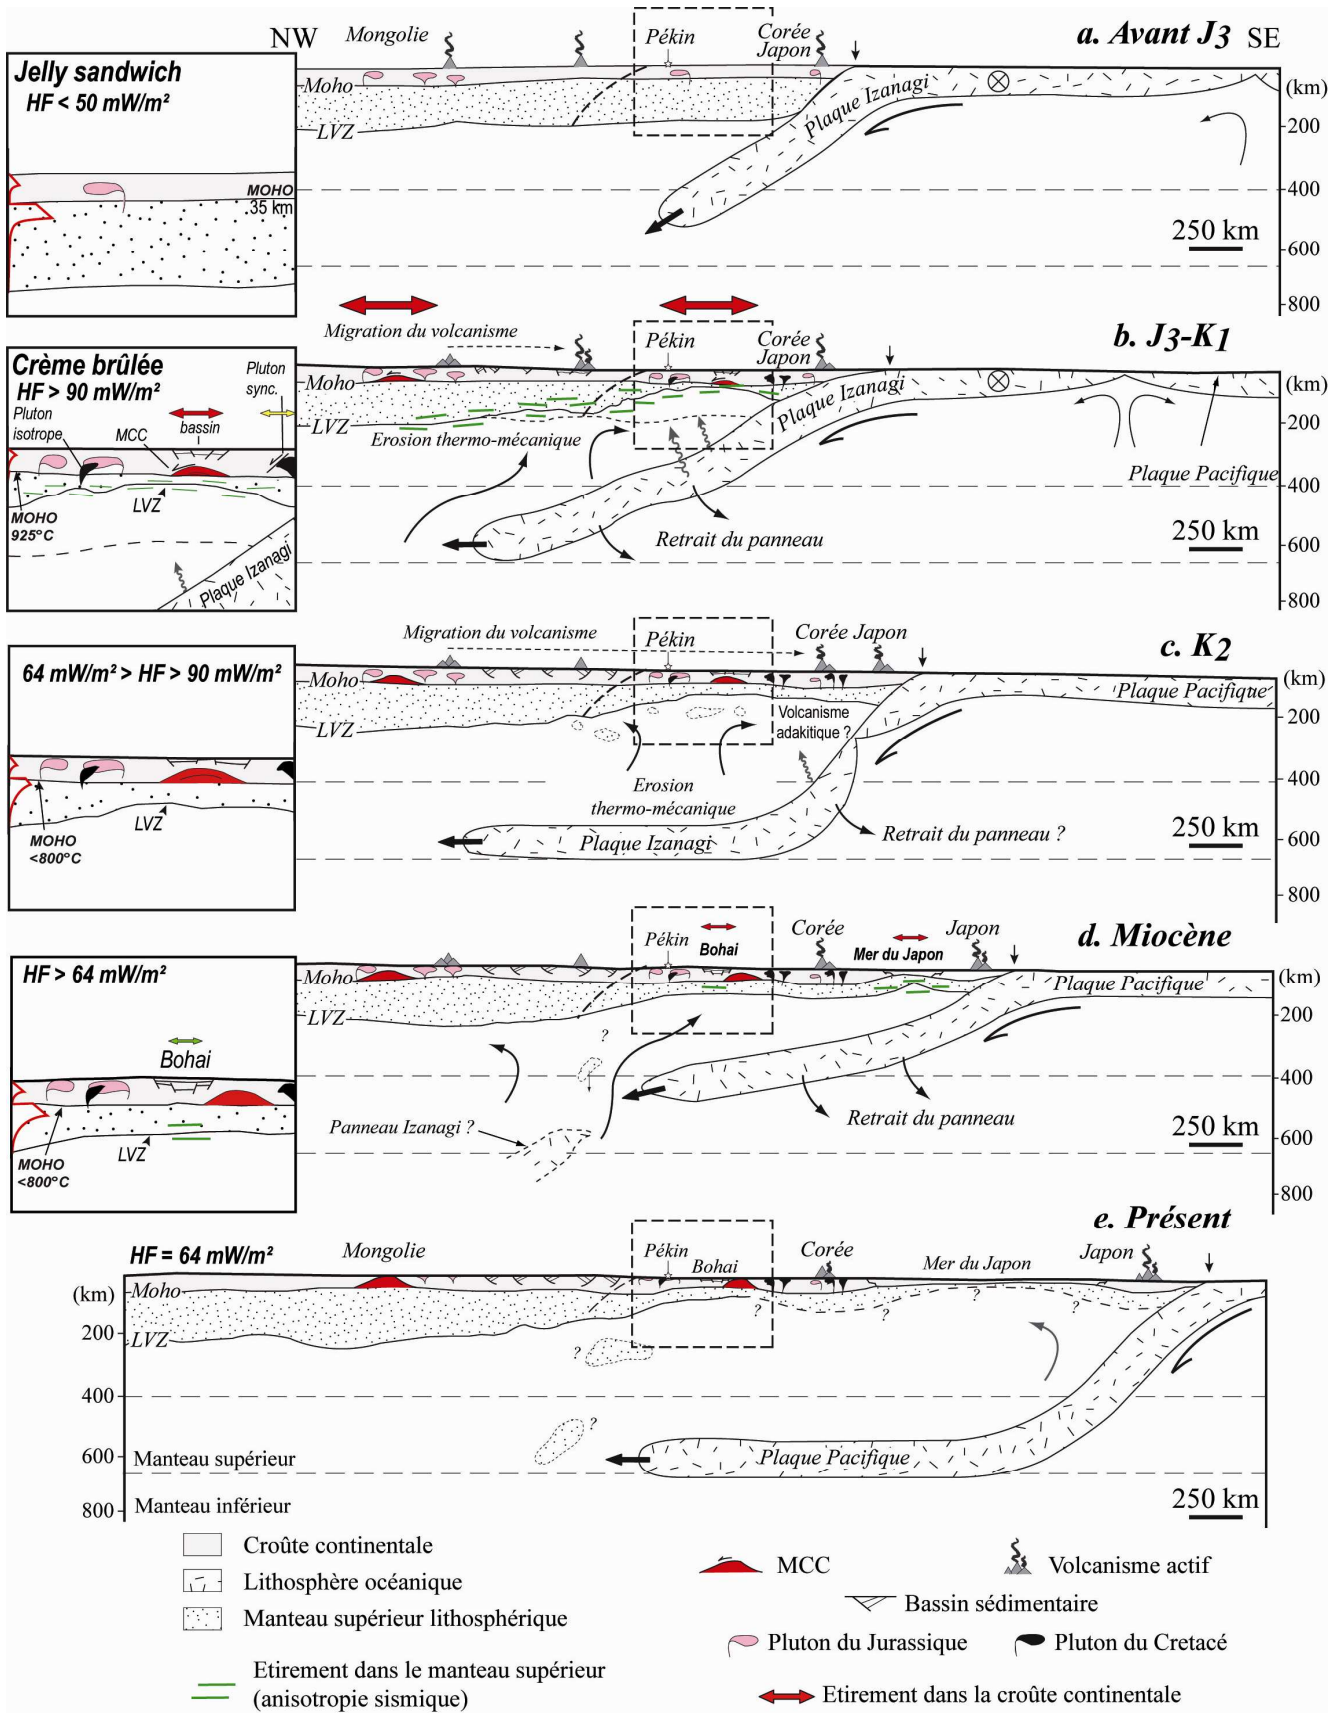 NW
Mongolie
Pékin
Corée
Japon
a. Avant J3
SE
Jelly sandwich
HF < 50 mW/m²
Moho
LVZ
Plaque Izanagi
(km)
200
400
600
800
MOHO
35 km
250 km
Migration du volcanisme
Pékin
Corée
Japon
b. J3-K1
Crème brûlée
HF > 90 mW/m²
Pluton
sync.
Pluton
isotrope
MCC
bassin
LVZ
MOHO
925°C
Plaque Izanagi
Moho
LVZ
Erosion thermo-mécanique
Plaque Izanagi
Retrait du panneau
Plaque Pacifique
(km)
200
400
600
800
250 km
Migration du volcanisme
Pékin
Corée Japon
c. K2
64 mW/m² > HF > 90 mW/m²
LVZ
MOHO
<800°C
Moho
LVZ
Volcanisme
adakitique ?
Erosion
thermo-mécanique
Plaque Izanagi
Retrait du panneau ?
Plaque Pacifique
(km)
200
400
600
800
250 km
Pékin
Bohai
Corée
Mer du Japon
Japon
d. Miocène
HF > 64 mW/m²
Bohai
LVZ
MOHO
<800°C
Moho
LVZ
?
Panneau Izanagi ?
Plaque Pacifique
Retrait du panneau
(km)
200
400
600
800
250 km
e. Présent
HF = 64 mW/m²
Mongolie
Pékin
Bohai
Corée
Mer du Japon
Japon
(km)
Moho
200
LVZ
?
?
?
?
?
400
?
600
Manteau supérieur
Plaque Pacifique
800
Manteau inférieur
250 km
Croûte continentale
Lithosphère océanique
Manteau supérieur lithosphérique
Etirement dans le manteau supérieur
(anisotropie sismique)
MCC
Volcanisme actif
Bassin sédimentaire
Pluton du Jurassique
Pluton du Cretacé
Etirement dans la croûte continentale